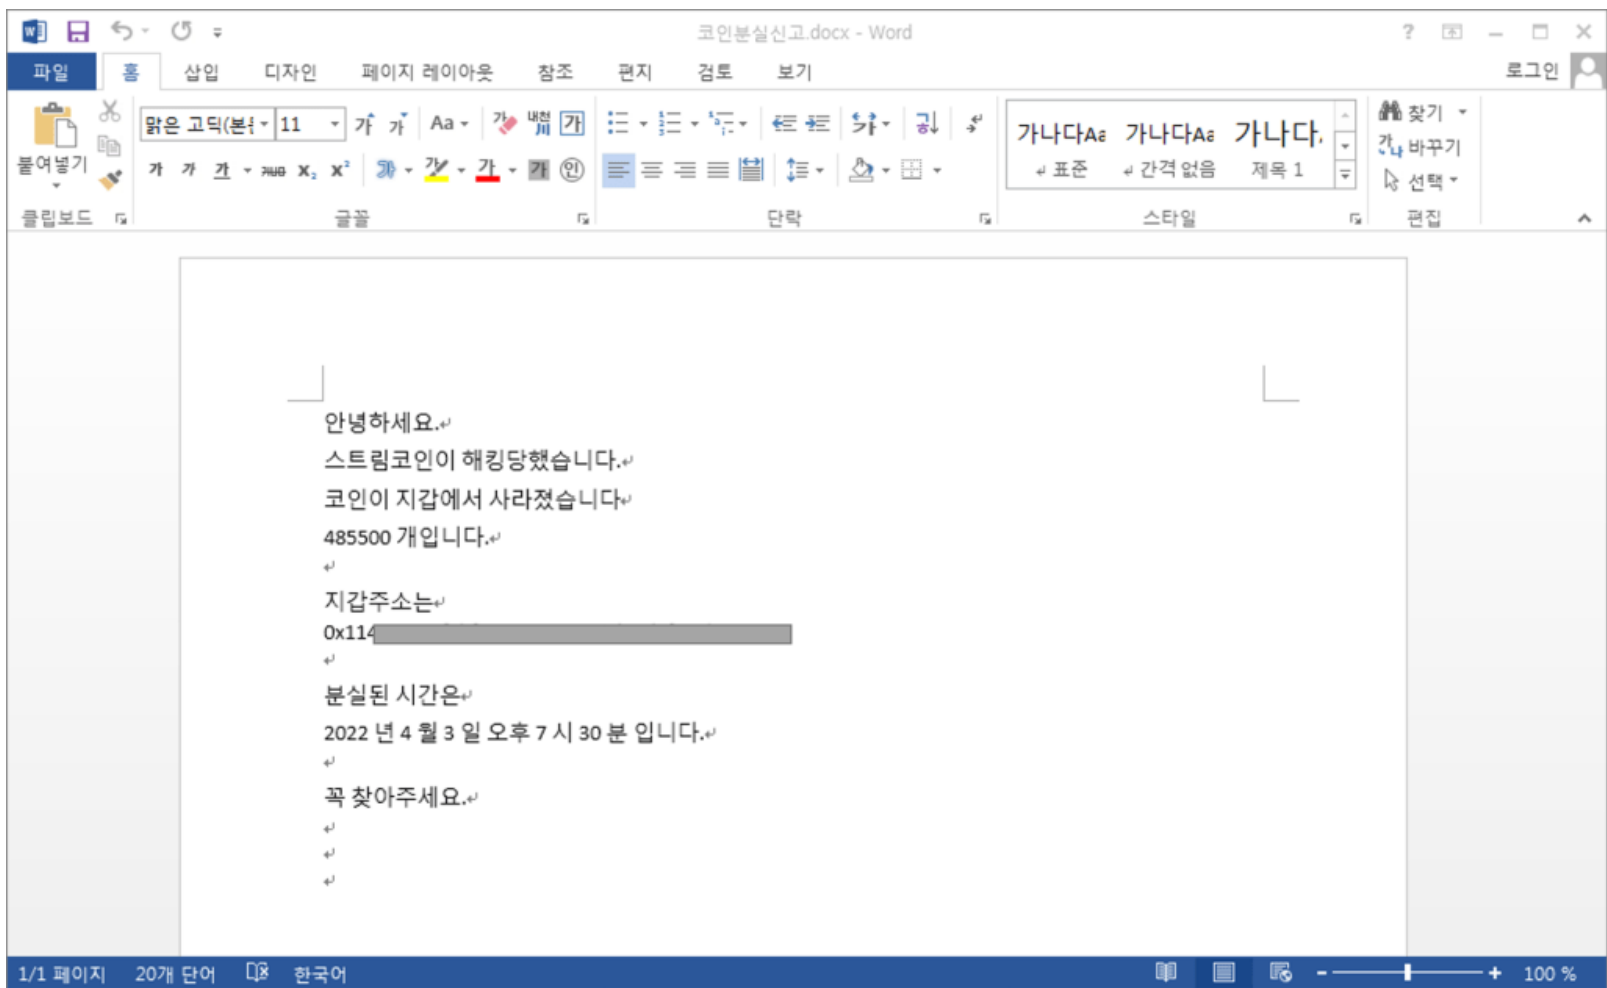 코인분실신고.docx - Word
파일 홈 삽입 디자인 페이지 레이아웃 참조 편지 검토 보기 로그인
붙여넣기
클립보드
맑은 고딕(본 11
글꼴
단락
가나다Aa 가나다Aa 가나다.
표준 간격 없음 제목 1
스타일
찾기
바꾸기
선택
편집
안녕하세요.
스트림코인이 해킹당했습니다.
코인이 지갑에서 사라졌습니다
485500 개입니다.
지갑주소는
0x114
분실된 시간은
2022 년 4 월 3 일 오후 7 시 30 분 입니다.
꼭 찾아주세요.
1/1 페이지 20개 단어 한국어 100 %